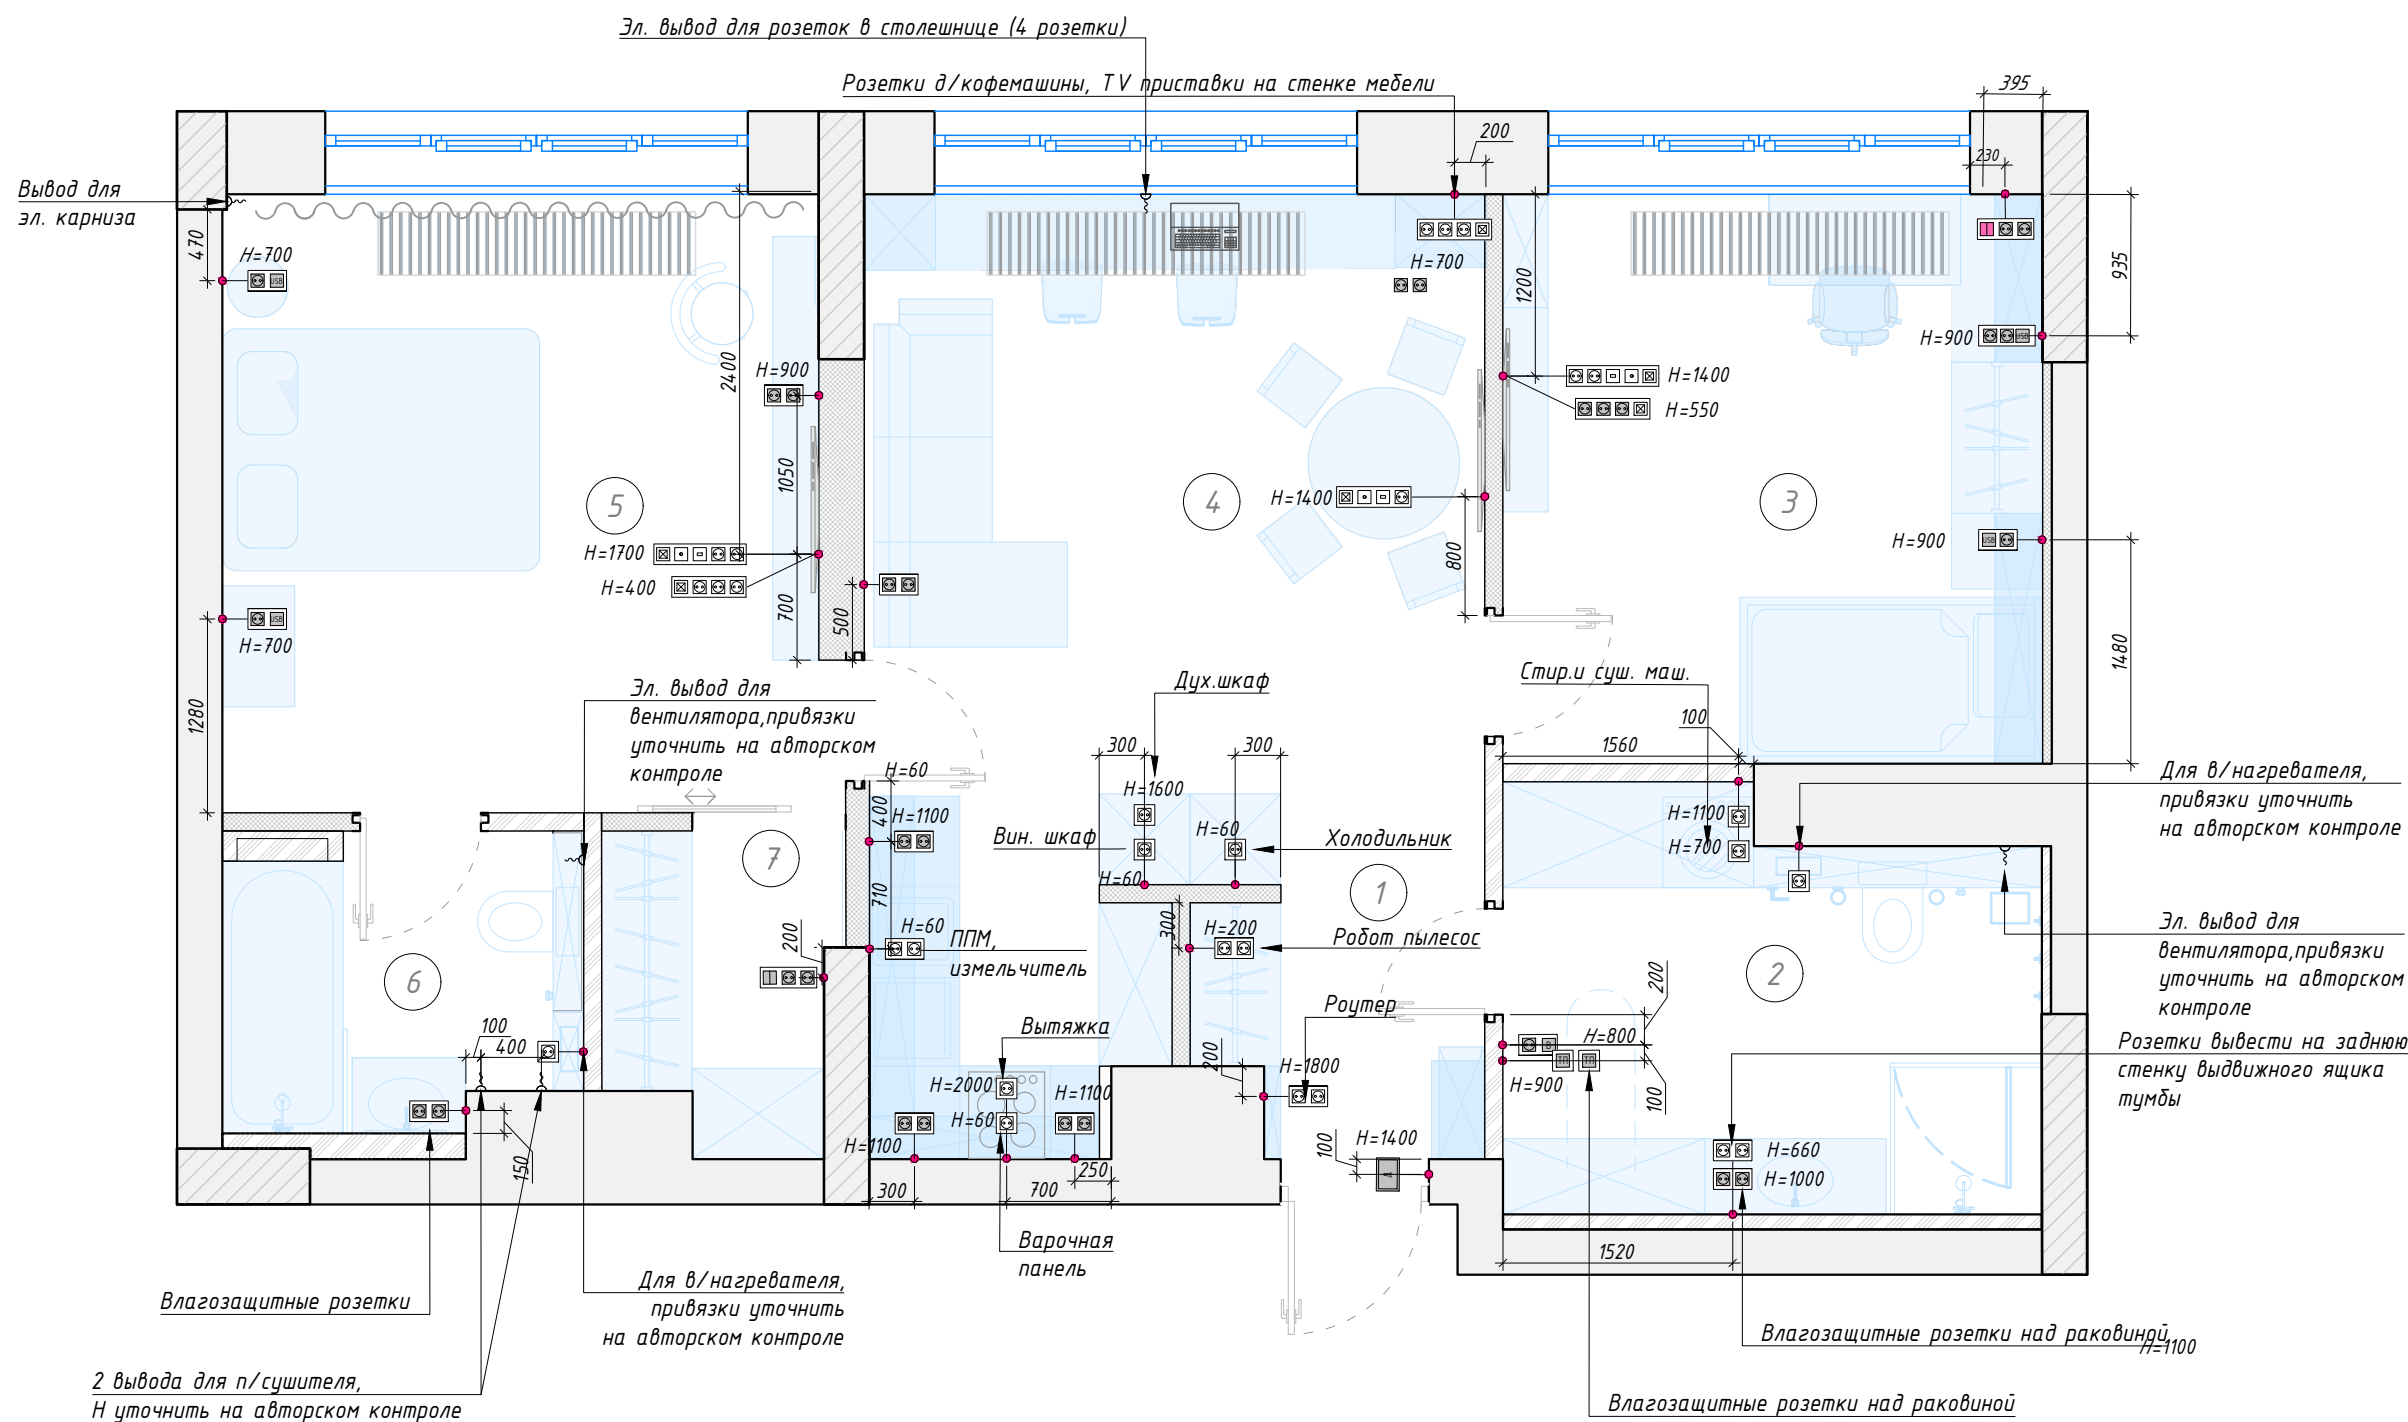 Эл. вывод для розеток в столешнице (4 розетки)
Розетки д/кофемашины, TV приставки на стенке мебели
395
200
230
Вывод для
эл. карниза
470
H=700
USB
2400
H=900
1050
H=1700
H=400
700
500
H=700
1200
H=1400
H=550
H=1400
800
935
H=900
USB
H=900
USB
1480
5
4
3
USB
H=700
1280
Эл. вывод для
вентилятора,привязки
уточнить на авторском
контроле
Дух.шкаф
Стир.и суш. маш.
100
1560
300
300
H=60
H=1600
400
H=1100
Вин. шкаф
H=60
Холодильник
H=60
H=1100
H=700
Для в/нагревателя,
привязки уточнить
на авторском контроле
7
1
710
300
H=60
ППМ,
измельчитель
H=200
Робот пылесос
200
6
2
Эл. вывод для
вентилятора,привязки
уточнить на авторском
контроле
Роутер
Вытяжка
200
H=800
В
ТП
ТП
H=900
100
100
400
H=2000
H=1100
H=60
H=1100
200
H=1800
Розетки вывести на заднюю
стенку выдвижного ящика
тумбы
H=660
H=1000
150
100
H=1400
А
300
250
700
Варочная
панель
1520
Влагозащитные розетки
Для в/нагревателя,
привязки уточнить
на авторском контроле
Влагозащитные розетки над раковиной
H=1100
2 вывода для п/сушителя,
Н уточнить на авторском контроле
Влагозащитные розетки над раковиной